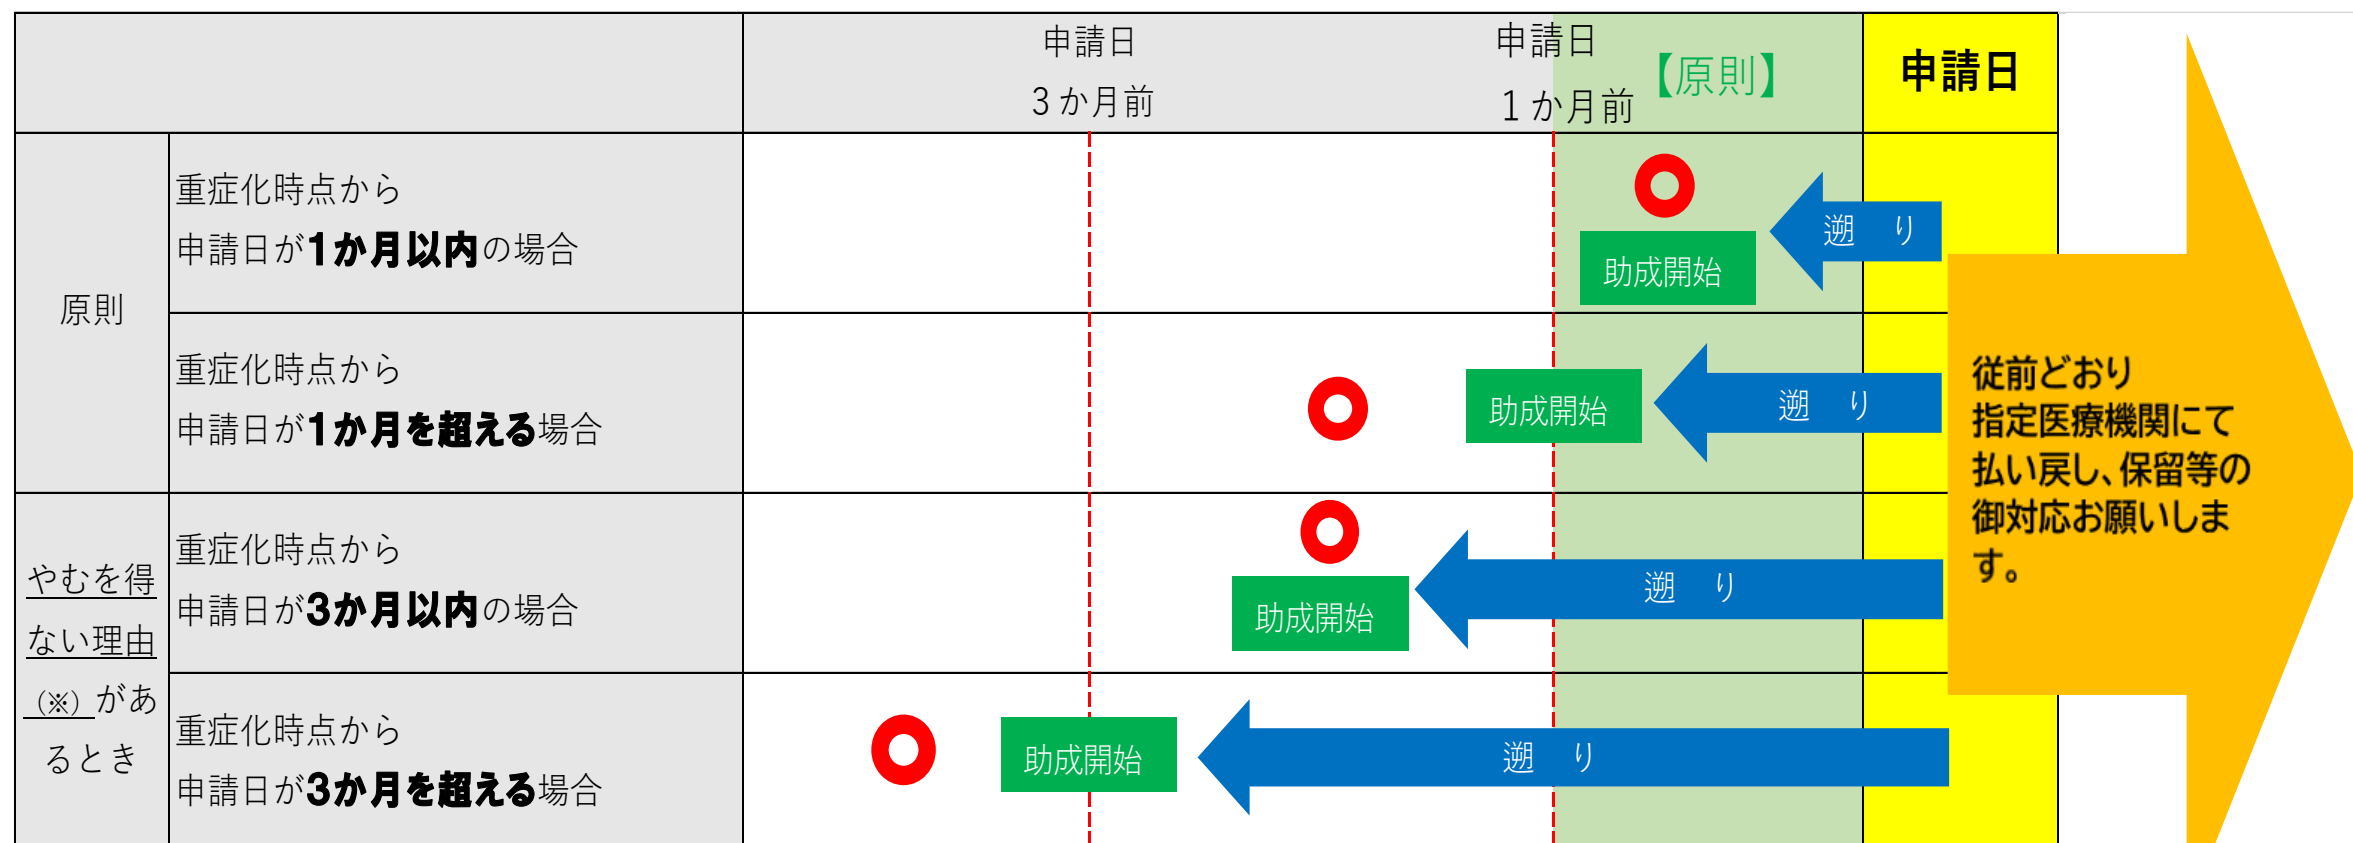 申請日
３か月前
申請日
１か月前
【原則】
申請日
原則
重症化時点から
申請日が1か月以内の場合
助成開始
遡　り
重症化時点から
申請日が1か月を超える場合
助成開始
遡　り
やむを得
ない理由
（※）があ
るとき
重症化時点から
申請日が3か月以内の場合
助成開始
遡　り
重症化時点から
申請日が3か月を超える場合
助成開始
遡　り
従前どおり
指定医療機関にて
払い戻し、保留等の
御対応お願いしま
す。